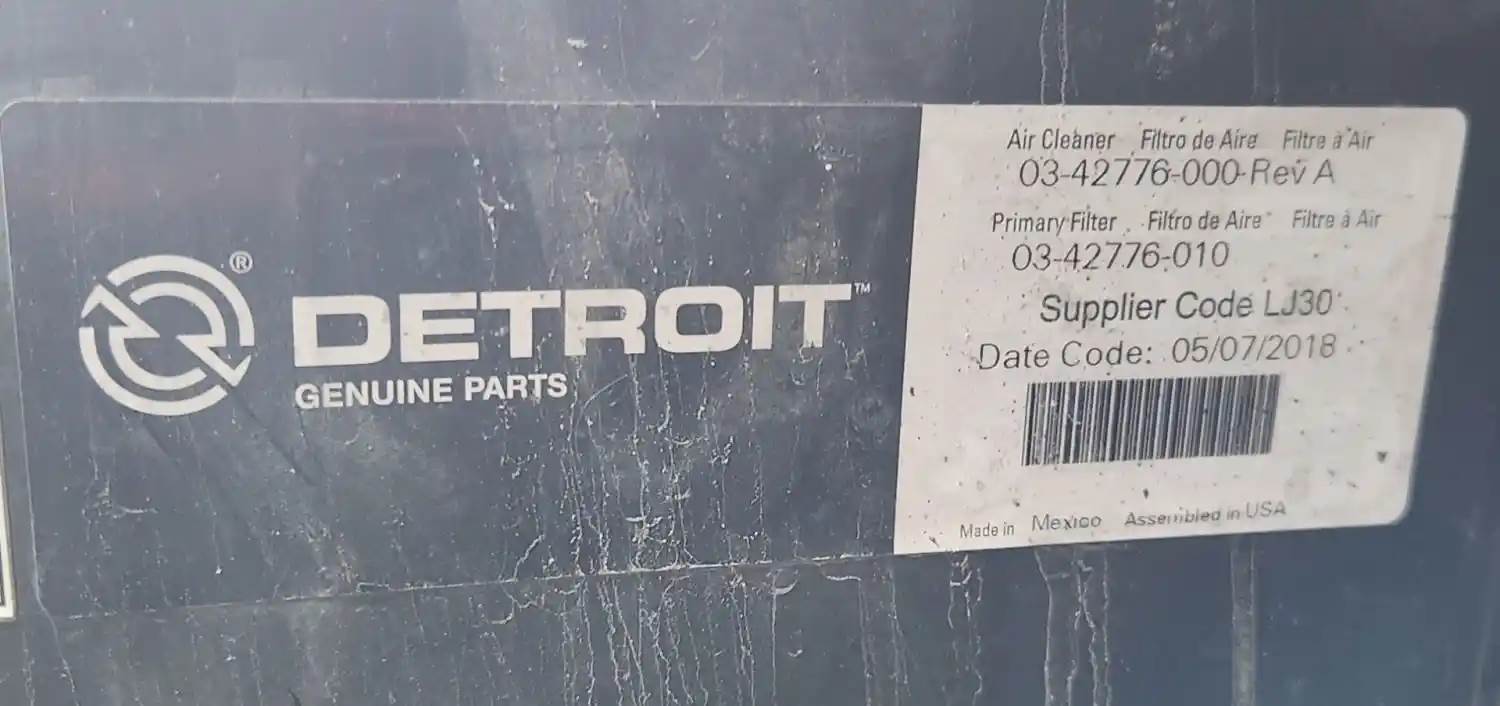 ®
DETROIT™
GENUINE PARTS
Air Cleaner Filtro de Aire Filtre à Air
03-42776-000-Rev A
Primary Filter Filtro de Aire Filtre à Air
03-42776-010
Supplier Code LJ30
Date Code: 05/07/2018
Made in Mexico Assembled in USA